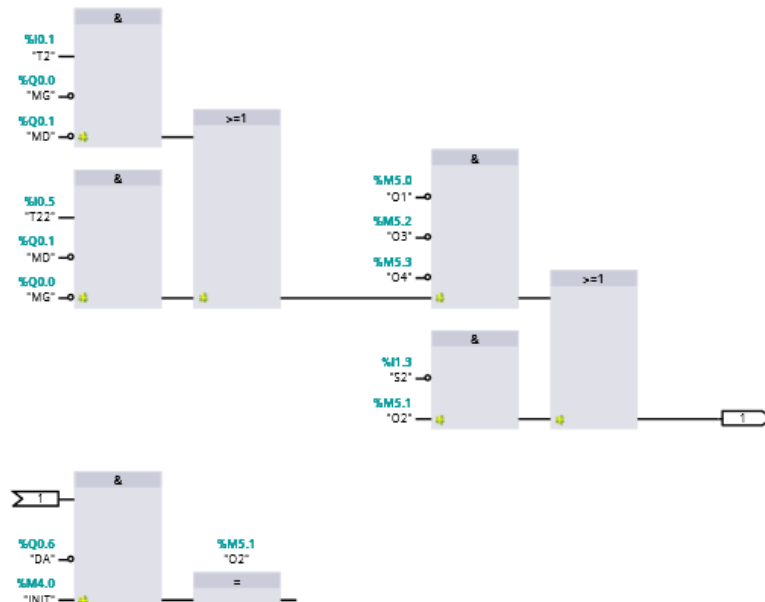 &
%I0.1
"T2"
%Q0.0
"MG"
%Q0.1
"MD"
>=1
&
%I0.5
"T22"
%Q0.1
"MD"
%Q0.0
"MG"
&
%M5.0
"O1"
%M5.2
"O3"
%M5.3
"O4"
>=1
&
%I1.3
"S2"
%M5.1
"O2"
1
&
1
%Q0.6
"DA"
%M4.0
"INIT"
%M5.1
"O2"
=